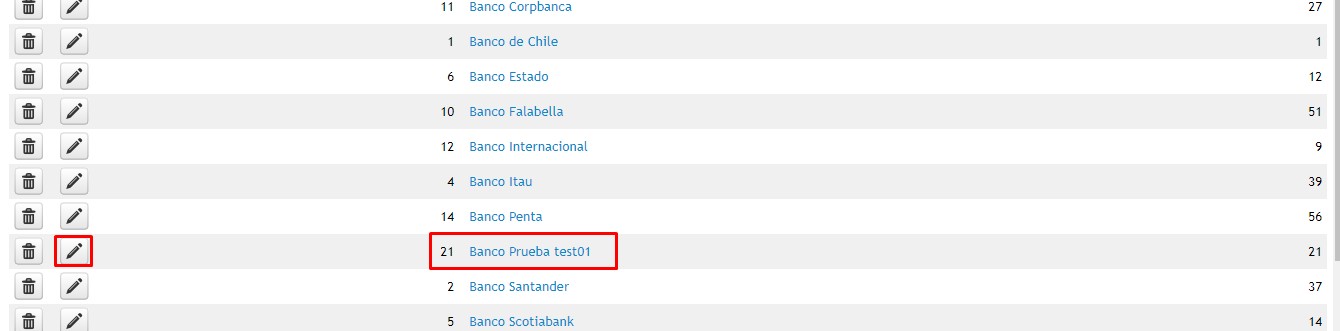 11 Banco Corpbanca 27
1 Banco de Chile 1
6 Banco Estado 12
10 Banco Falabella 51
12 Banco Internacional 9
4 Banco Itau 39
14 Banco Penta 56
21 Banco Prueba test01 21
2 Banco Santander 37
5 Banco Scotiabank 14